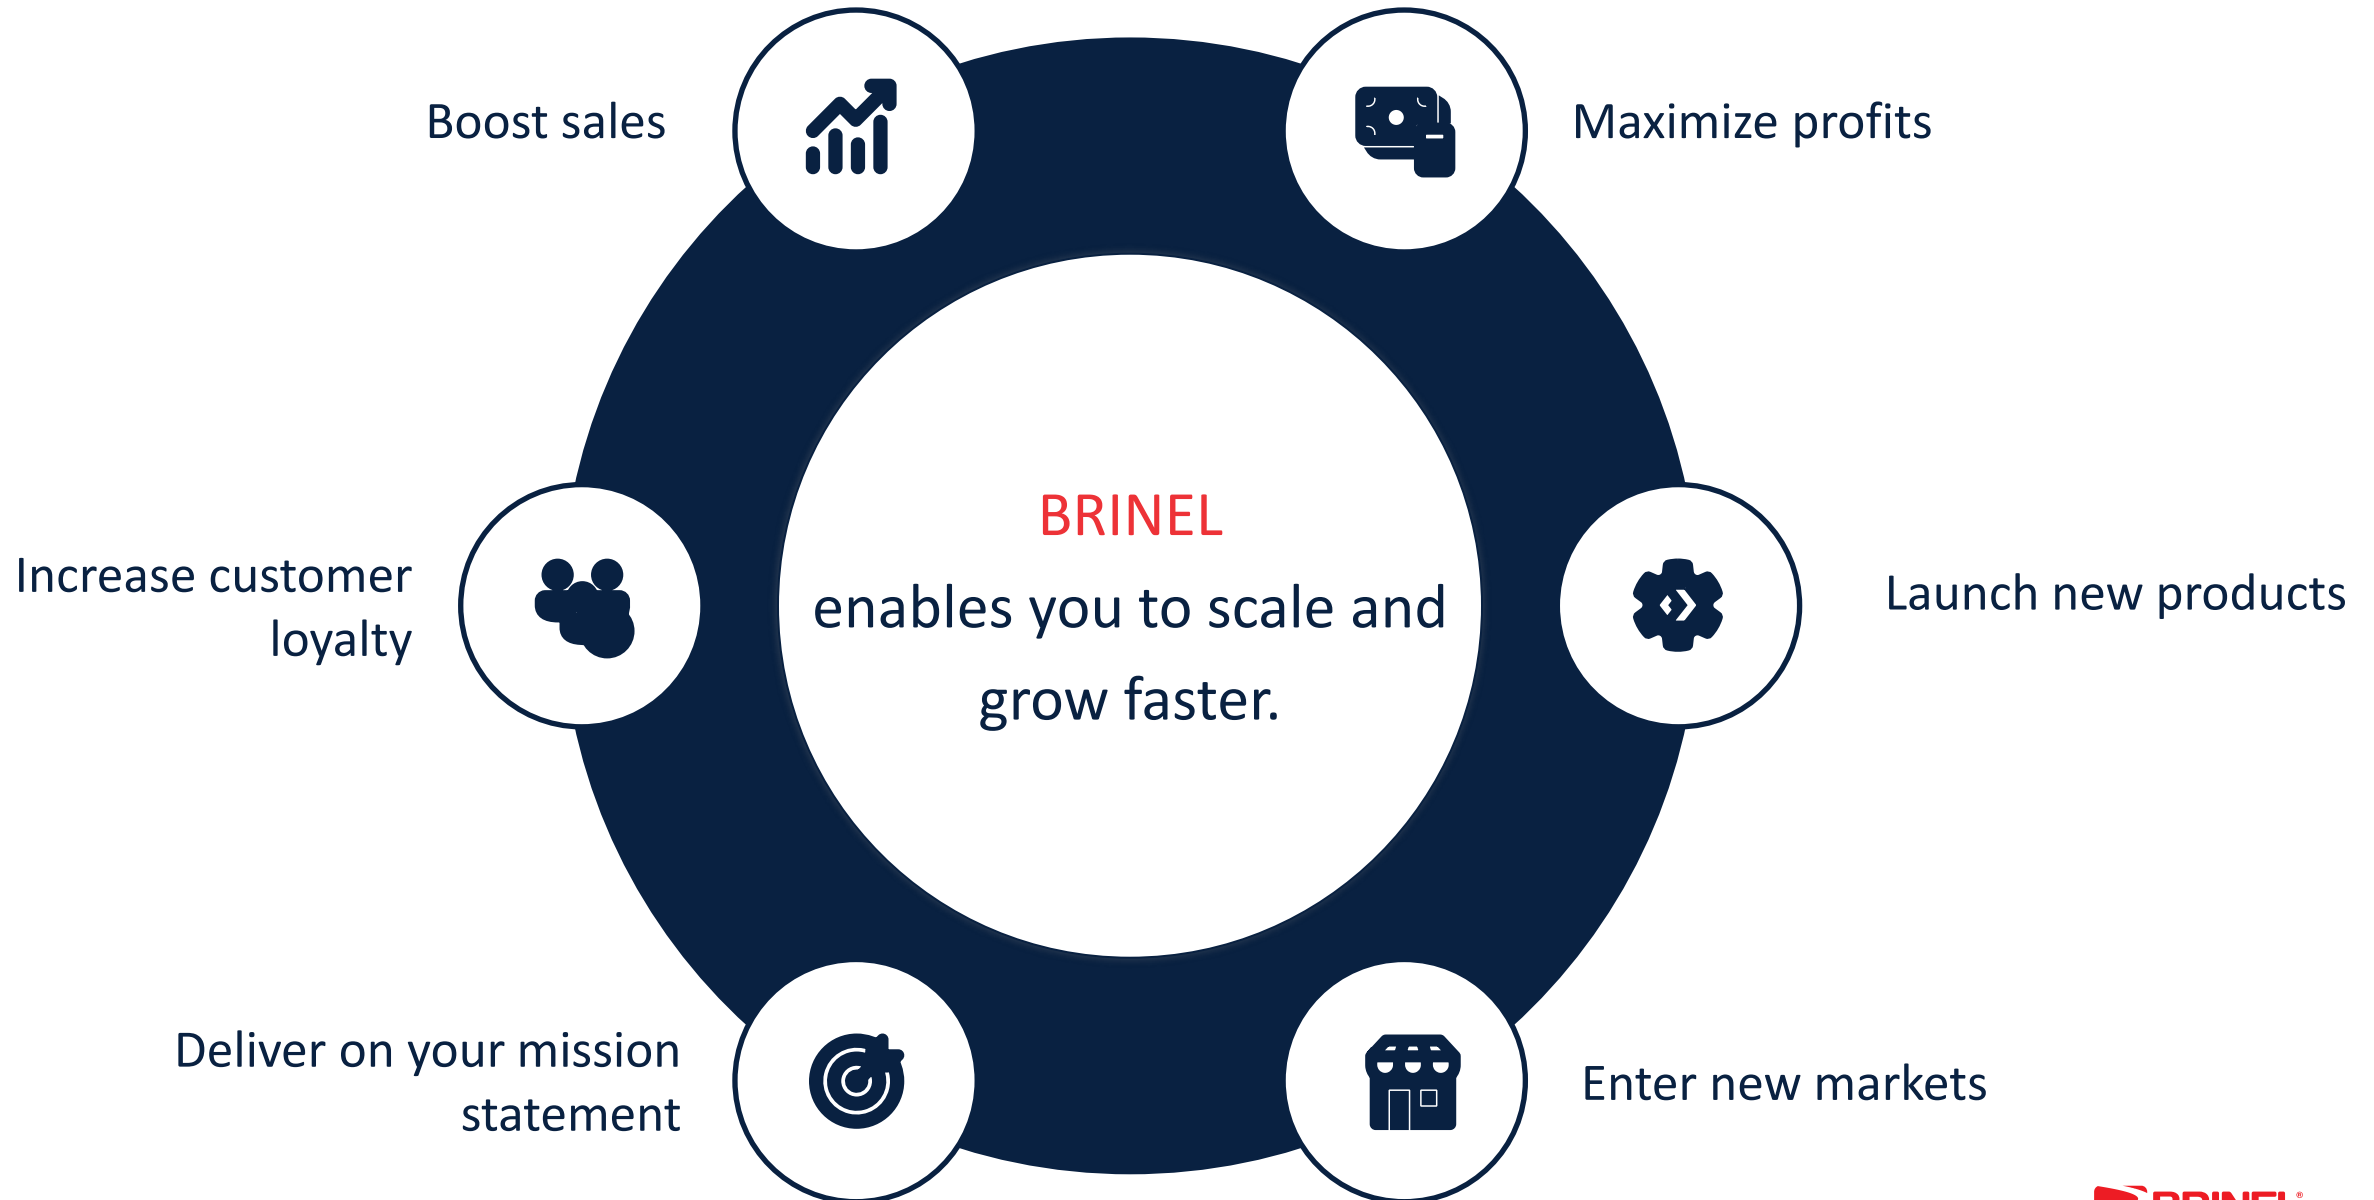 Boost sales
Maximize profits
BRINEL
enables you to scale and
grow faster.
Increase customer
loyalty
Launch new products
Deliver on your mission
statement
Enter new markets
BRINEL®